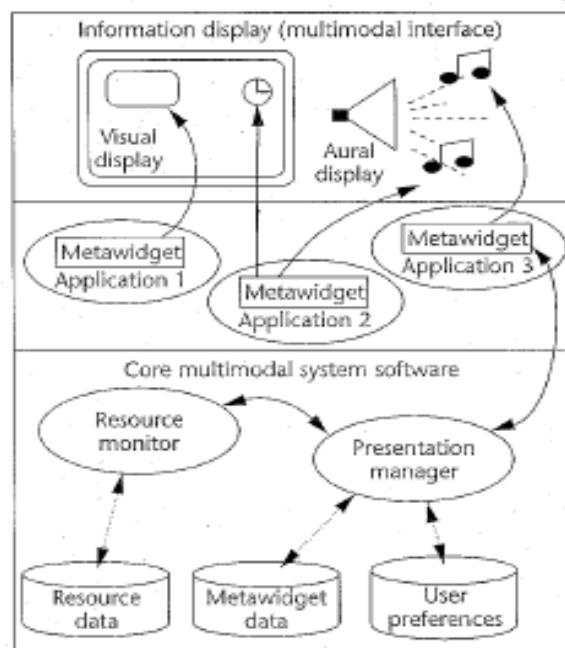 Information display (multimodal interface)
Visual
display
Aural
display
Metawidget
Application 1
Metawidget
Application 2
Metawidget
Application 3
Core multimodal system software
Resource
monitor
Presentation
manager
Resource
data
Metawidget
data
User
preferences